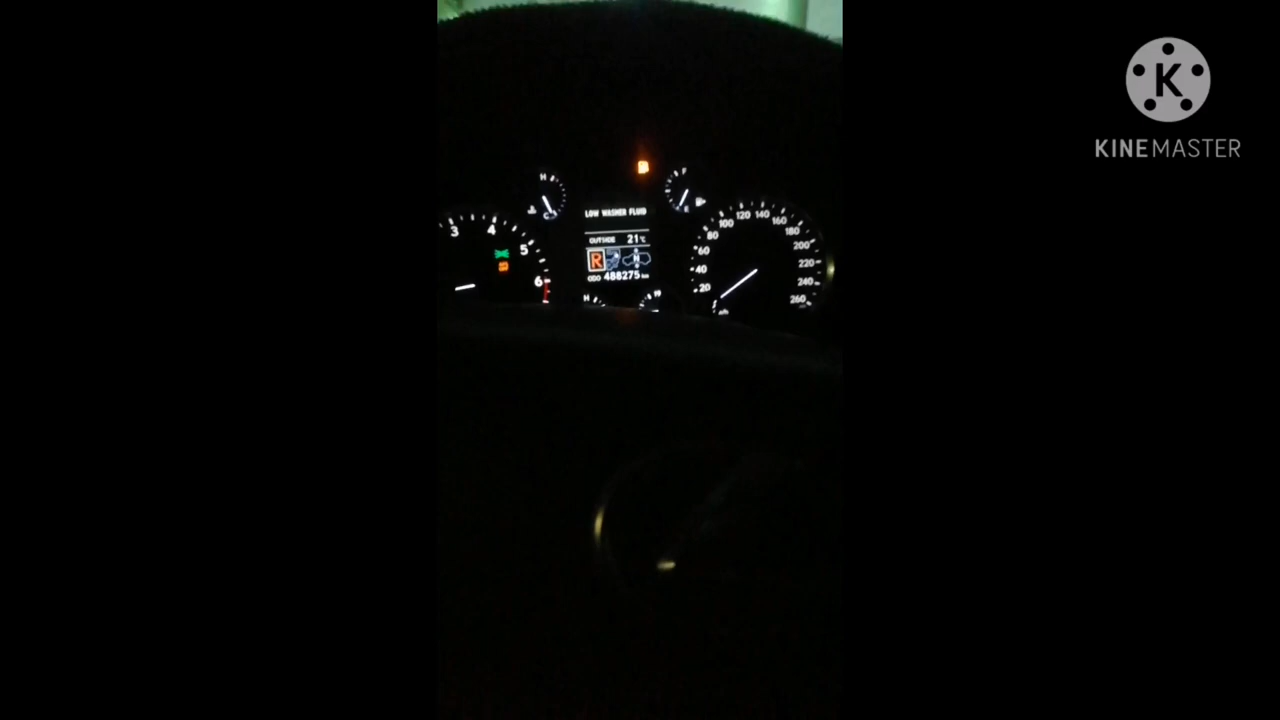 K
KINEMASTER
H
F
E
LOW WASHER FLUID
OUTSIDE 21°C
R
N
ODO 488275 km
3 4 5 6
20 40 60 80 100 120 140 160 180 200 220 240 260
H